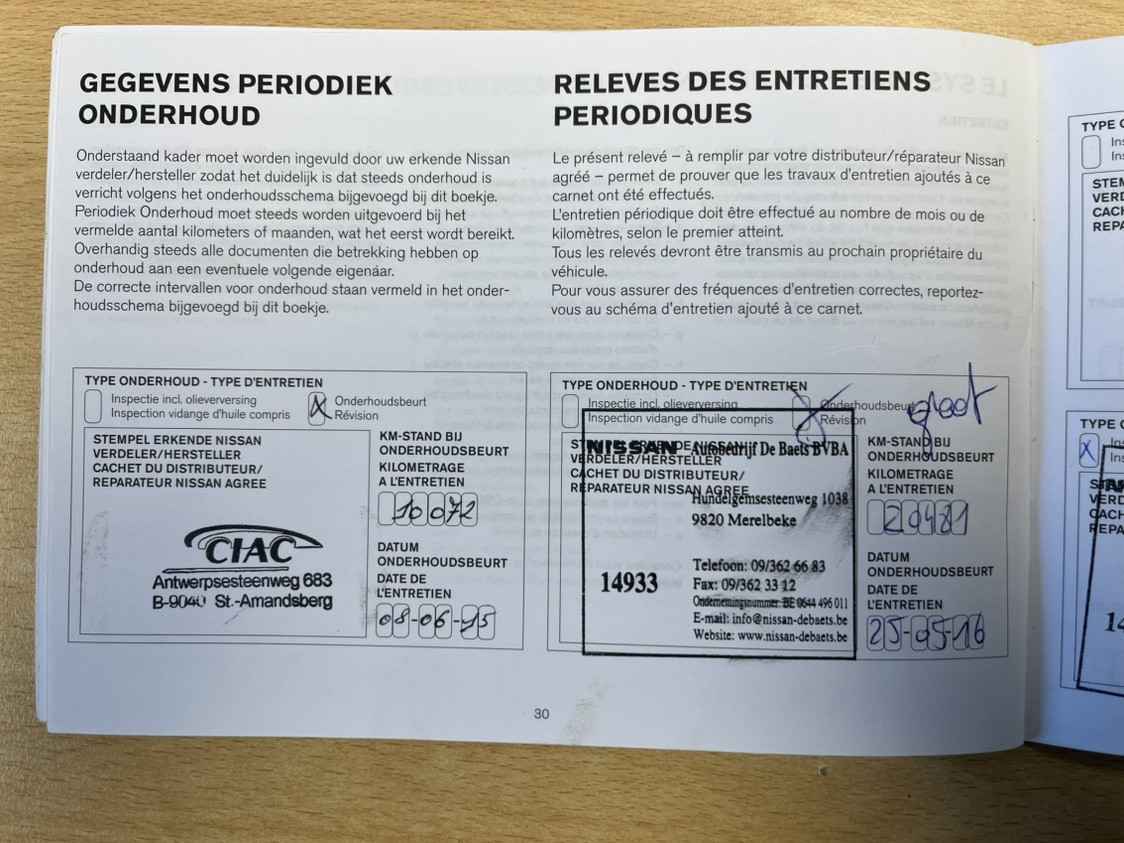 GEGEVENS PERIODIEK
ONDERHOUD
Onderstaand kader moet worden ingevuld door uw erkende Nissan
verdeler/hersteller zodat het duidelijk is dat steeds onderhoud is
verricht volgens het onderhoudsschema bijgevoegd bij dit boekje.
Periodiek Onderhoud moet steeds worden uitgevoerd bij het
vermelde aantal kilometers of maanden, wat het eerst wordt bereikt.
Overhandig steeds alle documenten die betrekking hebben op
onderhoud aan een eventuele volgende eigenaar.
De correcte intervallen voor onderhoud staan vermeld in het onder-
houdsschema bijgevoegd bij dit boekje.
RELEVES DES ENTRETIENS
PERIODIQUES
Le présent relevé – à remplir par votre distributeur/réparateur Nissan
agréé – permet de prouver que les travaux d'entretien ajoutés à ce
carnet ont été effectués.
L'entretien périodique doit être effectué au nombre de mois ou de
kilomètres, selon le premier atteint.
Tous les relevés devront être transmis au prochain propriétaire du
véhicule.
Pour vous assurer des fréquences d'entretien correctes, reportez-
vous au schéma d'entretien ajouté à ce carnet.
TYPE ONDERHOUD - TYPE D'ENTRETIEN
Inspectie incl. olieverversing
Inspection vidange d'huile compris
X
Onderhoudsbeurt
Révision
STEMPEL ERKENDE NISSAN
VERDELER/HERSTELLER
CACHET DU DISTRIBUTEUR/
REPARATEUR NISSAN AGREE
CIAC
Antwerpsesteenweg 683
B-9040 St.-Amandsberg
KM-STAND BIJ
ONDERHOUDSBEURT
KILOMETRAGE
A L'ENTRETIEN
10072
DATUM
ONDERHOUDSBEURT
DATE DE
L'ENTRETIEN
08-06-15
TYPE ONDERHOUD - TYPE D'ENTRETIEN
Inspectie incl. olieverversing
Inspection vidange d'huile compris
X
Onderhoudsbeurt
Révision
groot
STEMPEL ERKENDE NISSAN
VERDELER/HERSTELLER
CACHET DU DISTRIBUTEUR/
REPARATEUR NISSAN AGREE
NISSAN Autobedrijf De Baets BVBA
Hundelgemsesteenweg 1038
9820 Merelbeke
14933
Telefoon: 09/362 66 83
Fax: 09/362 33 12
Ondernemingsnummer: BE 0644 496 011
E-mail: info@nissan-debaets.be
Website: www.nissan-debaets.be
KM-STAND BIJ
ONDERHOUDSBEURT
KILOMETRAGE
A L'ENTRETIEN
20481
DATUM
ONDERHOUDSBEURT
DATE DE
L'ENTRETIEN
25-05-16
30
TYPE
X